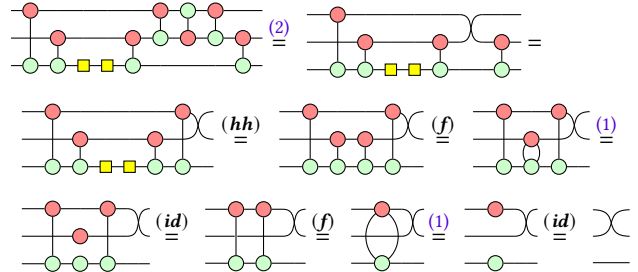 (2)
= =
(hh) = (f) = (1) =
(id) = (f) = (1) = (id) =